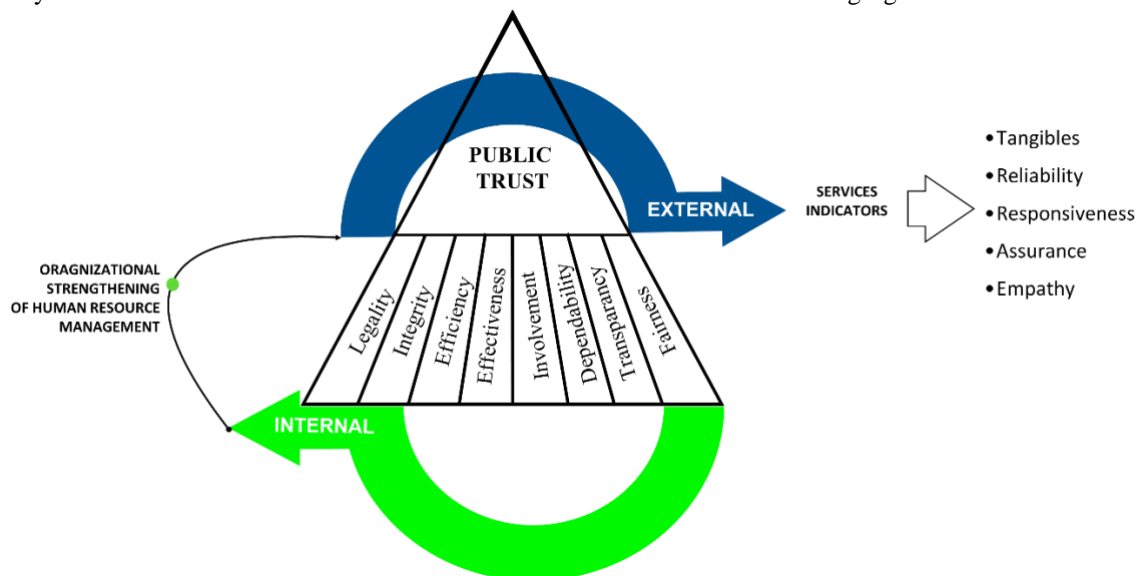 PUBLIC
TRUST
EXTERNAL
SERVICES
INDICATORS
•Tangibles
•Reliability
•Responsiveness
•Assurance
•Empathy
ORAGNIZATIONAL
STRENGTHENING
OF HUMAN RESOURCE
MANAGEMENT
Legality
Integrity
Efficiency
Effectiveness
Involvement
Dependability
Transparancy
Fairness
INTERNAL